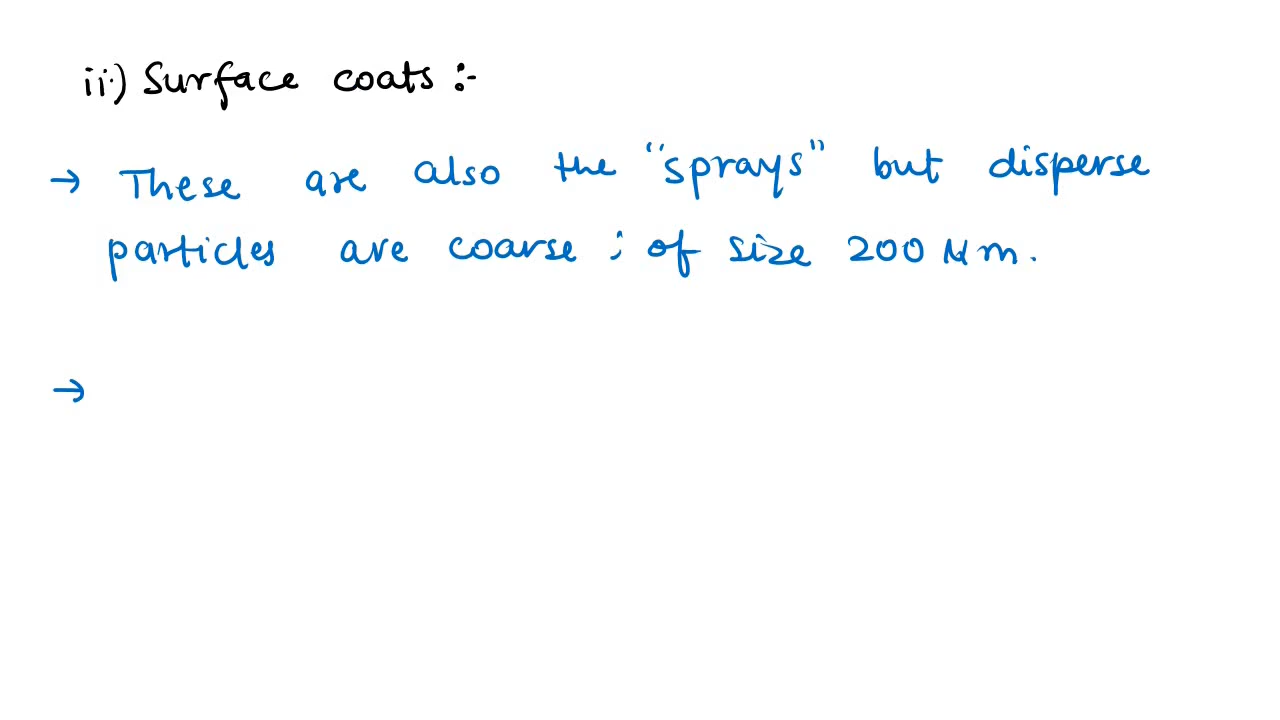 ii) Surface coats :-
→ These are also the "sprays" but disperse
particles are coarse ; of size 200 μm.
→